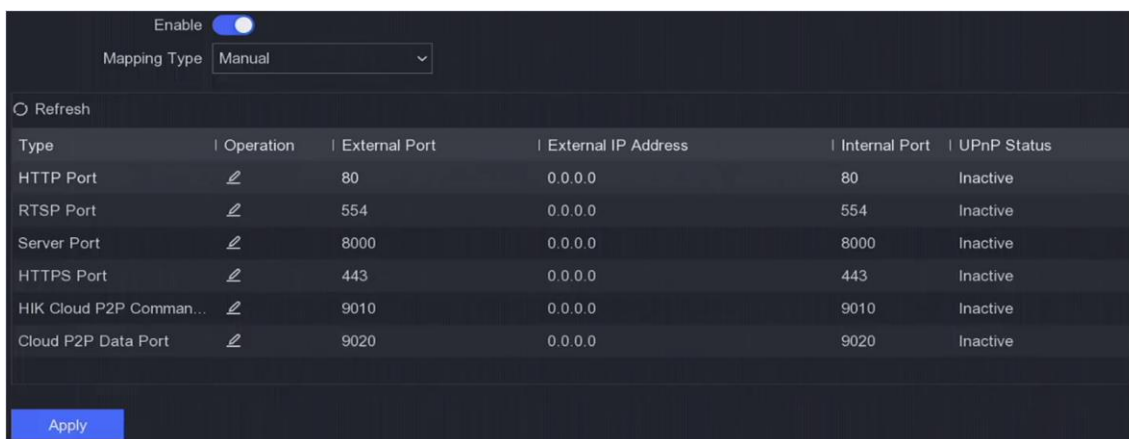 Enable
Mapping Type Manual
Refresh
Type Operation External Port External IP Address Internal Port UPnP Status
HTTP Port 80 0.0.0.0 80 Inactive
RTSP Port 554 0.0.0.0 554 Inactive
Server Port 8000 0.0.0.0 8000 Inactive
HTTPS Port 443 0.0.0.0 443 Inactive
HIK Cloud P2P Comman... 9010 0.0.0.0 9010 Inactive
Cloud P2P Data Port 9020 0.0.0.0 9020 Inactive
Apply